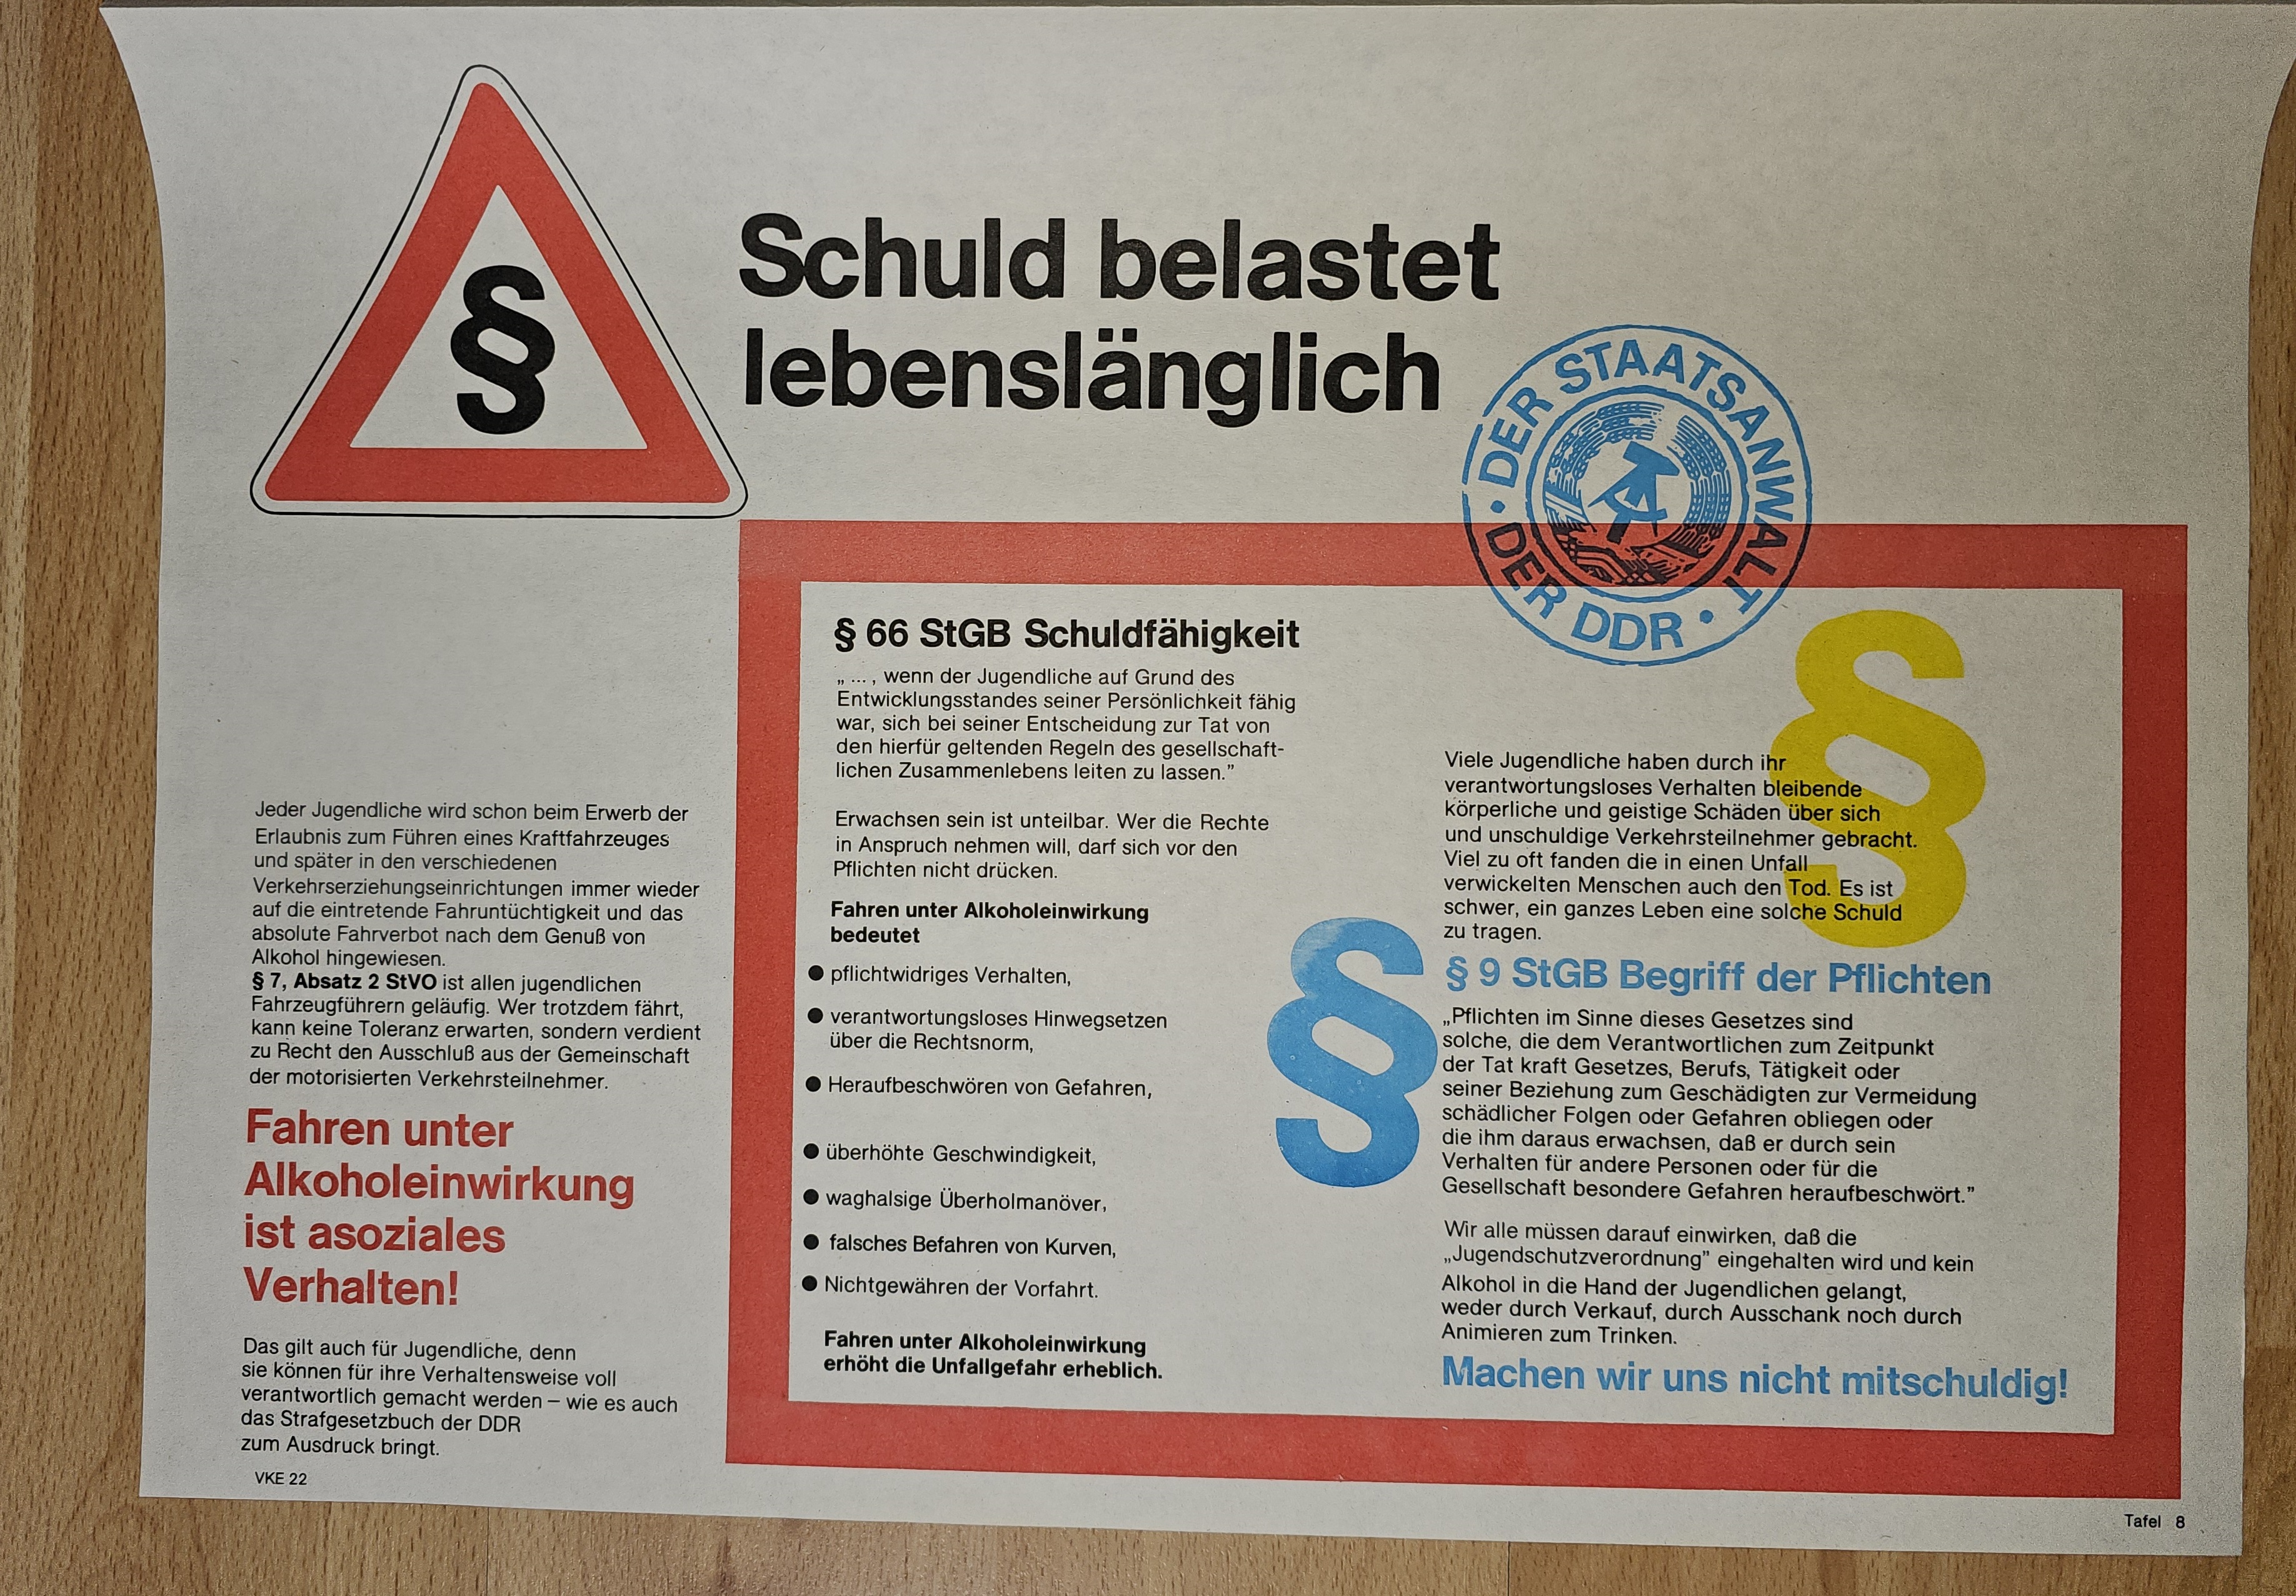 §
Schuld belastet
lebenslänglich
DER STAATSANWALT
DER DDR
Jeder Jugendliche wird schon beim Erwerb der
Erlaubnis zum Führen eines Kraftfahrzeuges
und später in den verschiedenen
Verkehrserziehungseinrichtungen immer wieder
auf die eintretende Fahruntüchtigkeit und das
absolute Fahrverbot nach dem Genuß von
Alkohol hingewiesen.
§ 7, Absatz 2 StVO ist allen jugendlichen
Fahrzeugführern geläufig. Wer trotzdem fährt,
kann keine Toleranz erwarten, sondern verdient
zu Recht den Ausschluß aus der Gemeinschaft
der motorisierten Verkehrsteilnehmer.
Fahren unter
Alkoholeinwirkung
ist asoziales
Verhalten!
Das gilt auch für Jugendliche, denn
sie können für ihre Verhaltensweise voll
verantwortlich gemacht werden – wie es auch
das Strafgesetzbuch der DDR
zum Ausdruck bringt.
VKE 22
§ 66 StGB Schuldfähigkeit
„ ... , wenn der Jugendliche auf Grund des
Entwicklungsstandes seiner Persönlichkeit fähig
war, sich bei seiner Entscheidung zur Tat von
den hierfür geltenden Regeln des gesellschaft-
lichen Zusammenlebens leiten zu lassen.”
Erwachsen sein ist unteilbar. Wer die Rechte
in Anspruch nehmen will, darf sich vor den
Pflichten nicht drücken.
Fahren unter Alkoholeinwirkung
bedeutet
● pflichtwidriges Verhalten,
● verantwortungsloses Hinwegsetzen
über die Rechtsnorm,
● Heraufbeschwören von Gefahren,
● überhöhte Geschwindigkeit,
● waghalsige Überholmanöver,
● falsches Befahren von Kurven,
● Nichtgewähren der Vorfahrt.
Fahren unter Alkoholeinwirkung
erhöht die Unfallgefahr erheblich.
§
§
Viele Jugendliche haben durch ihr
verantwortungsloses Verhalten bleibende
körperliche und geistige Schäden über sich
und unschuldige Verkehrsteilnehmer gebracht.
Viel zu oft fanden die in einen Unfall
verwickelten Menschen auch den Tod. Es ist
schwer, ein ganzes Leben eine solche Schuld
zu tragen.
§ 9 StGB Begriff der Pflichten
„Pflichten im Sinne dieses Gesetzes sind
solche, die dem Verantwortlichen zum Zeitpunkt
der Tat kraft Gesetzes, Berufs, Tätigkeit oder
seiner Beziehung zum Geschädigten zur Vermeidung
schädlicher Folgen oder Gefahren obliegen oder
die ihm daraus erwachsen, daß er durch sein
Verhalten für andere Personen oder für die
Gesellschaft besondere Gefahren heraufbeschwört.”
Wir alle müssen darauf einwirken, daß die
„Jugendschutzverordnung” eingehalten wird und kein
Alkohol in die Hand der Jugendlichen gelangt,
weder durch Verkauf, durch Ausschank noch durch
Animieren zum Trinken.
Machen wir uns nicht mitschuldig!
Tafel 8